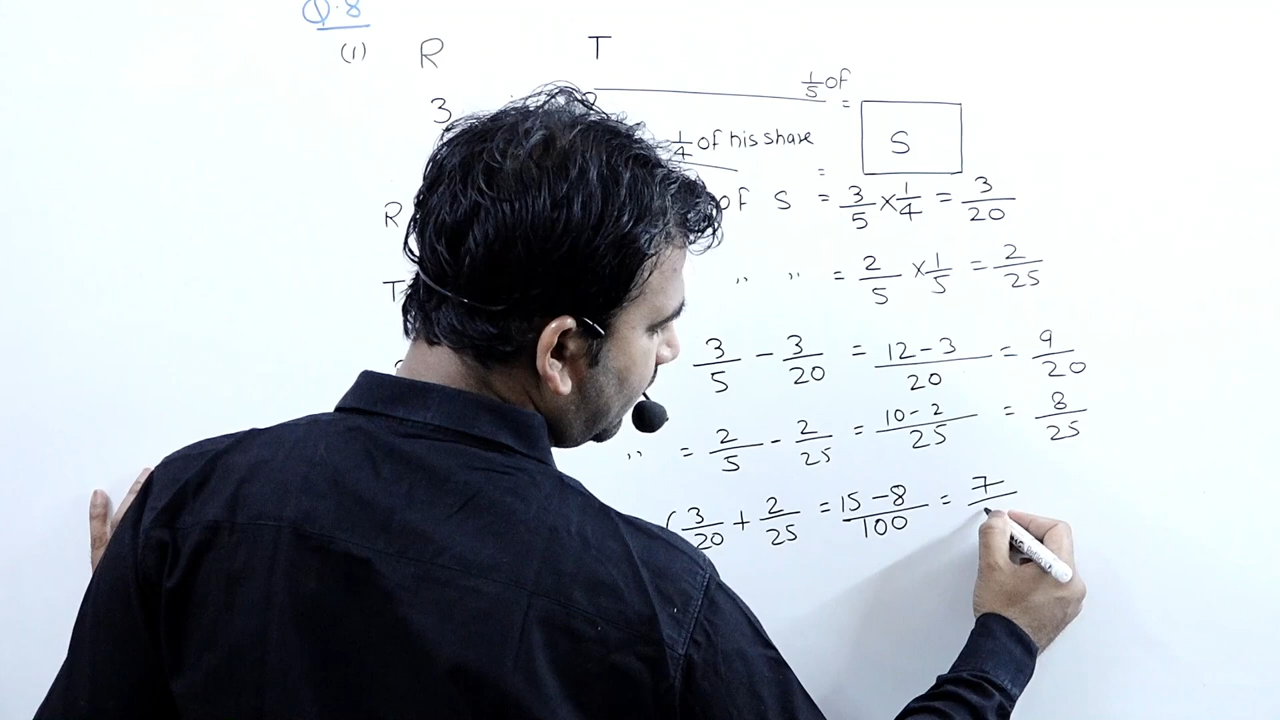 Q.8
(1) R T
3
1/5 of =
1/4 of his share = S
R of S = 3/5 × 1/4 = 3/20
T ,, ,, = 2/5 × 1/5 = 2/25
3/5 - 3/20 = 12-3/20 = 9/20
,, = 2/5 - 2/25 = 10-2/25 = 8/25
(3/20 + 2/25 = 15-8/100 = 7